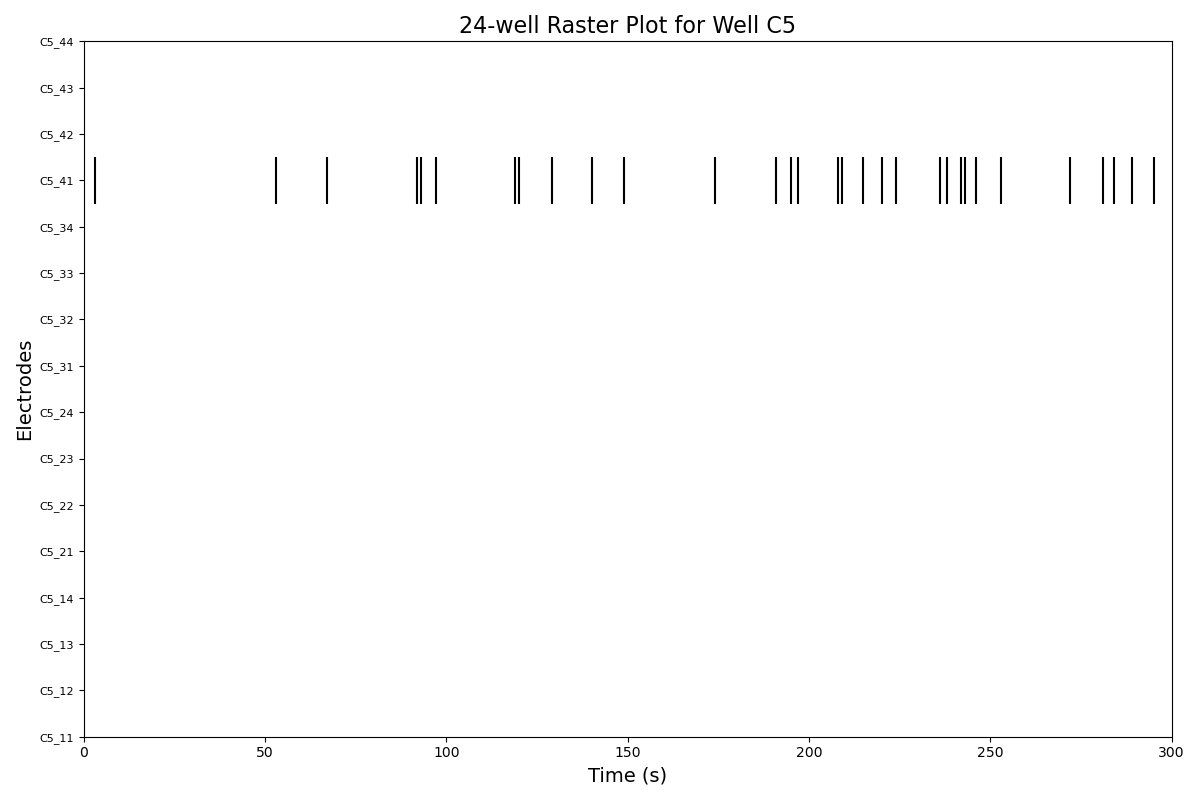 24-well Raster Plot for Well C5
C5_44
C5_43
C5_42
C5_41
C5_34
C5_33
C5_32
C5_31
C5_24
C5_23
C5_22
C5_21
C5_14
C5_13
C5_12
C5_11
Electrodes
0 50 100 150 200 250 300
Time (s)